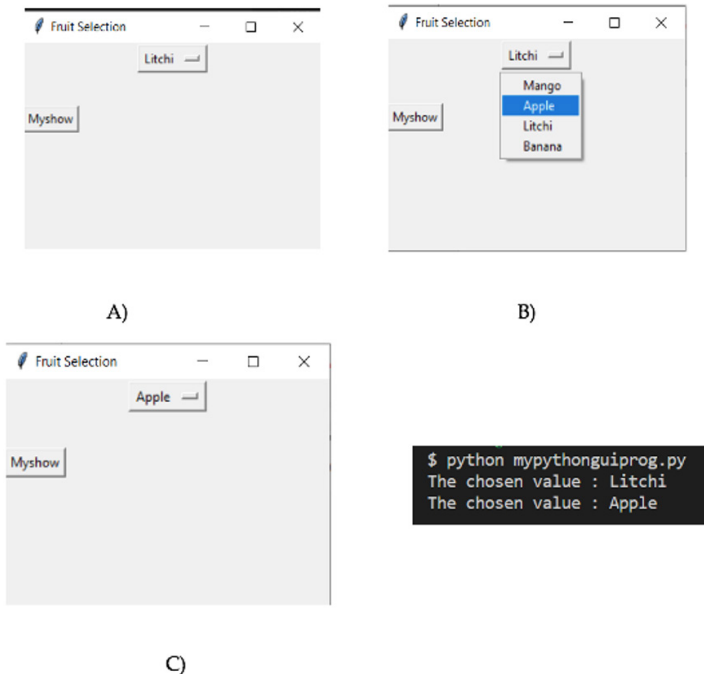 Fruit Selection
Litchi
Myshow
A)
Fruit Selection
Litchi
Mango
Apple
Litchi
Banana
Myshow
B)
Fruit Selection
Apple
Myshow
C)
$ python mypythonguiprog.py
The chosen value : Litchi
The chosen value : Apple